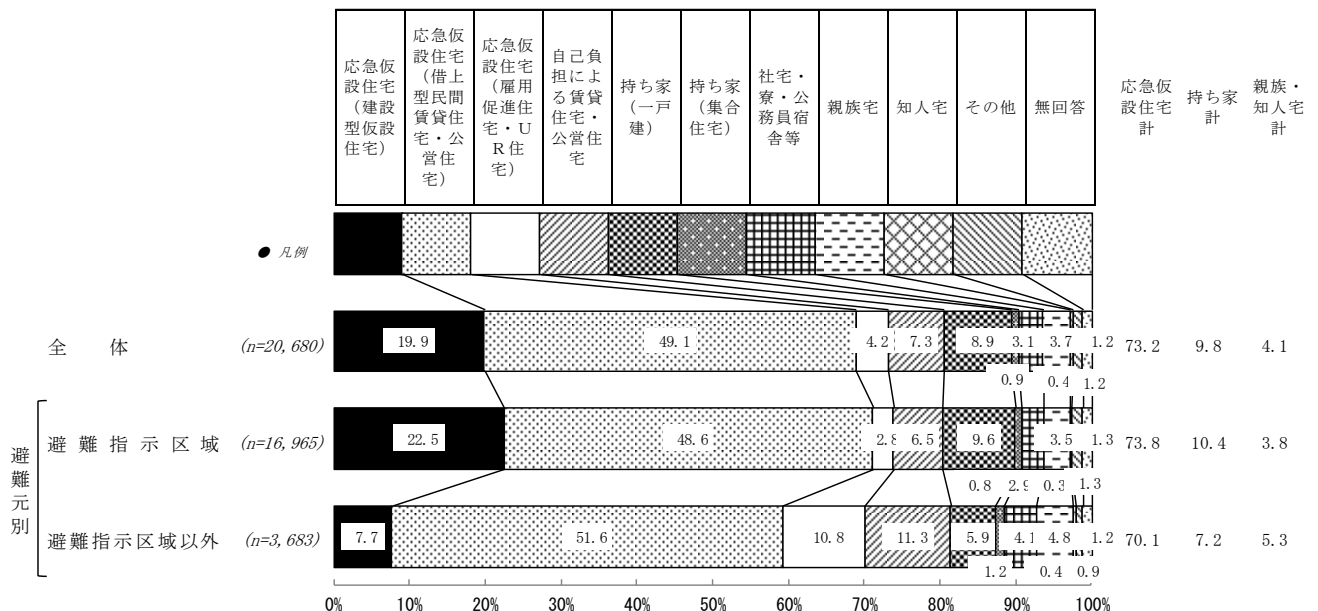 応急仮
設住宅
（建設
型仮設
住宅）
応急仮
設住宅
（借上
型民間
賃貸住
宅・公
営住
宅）
応急仮
設住宅
（雇用
促進住
宅・Ｕ
Ｒ住
宅）
自己負
担によ
る賃貸
住宅・
公営住
宅
持ち家
（一戸
建）
持ち家
（集合
住宅）
社宅・
寮・公
務員宿
舎等
親族宅
知人宅
その他
無回答
応急仮
設住宅
計
持ち家
計
親族・
知人宅
計
● 凡例
全 体 (n=20,680) 19.9 49.1 4.2 7.3 8.9 3.1 3.7 1.2 73.2 9.8 4.1
0.9 0.4 1.2
避難元別
避難指示区域 (n=16,965) 22.5 48.6 2.8 6.5 9.6 3.5 1.3 73.8 10.4 3.8
0.8 2.9 0.3 1.3
避難指示区域以外 (n=3,683) 7.7 51.6 10.8 11.3 5.9 4.1 4.8 1.2 70.1 7.2 5.3
1.2 0.4 0.9
0% 10% 20% 30% 40% 50% 60% 70% 80% 90% 100%